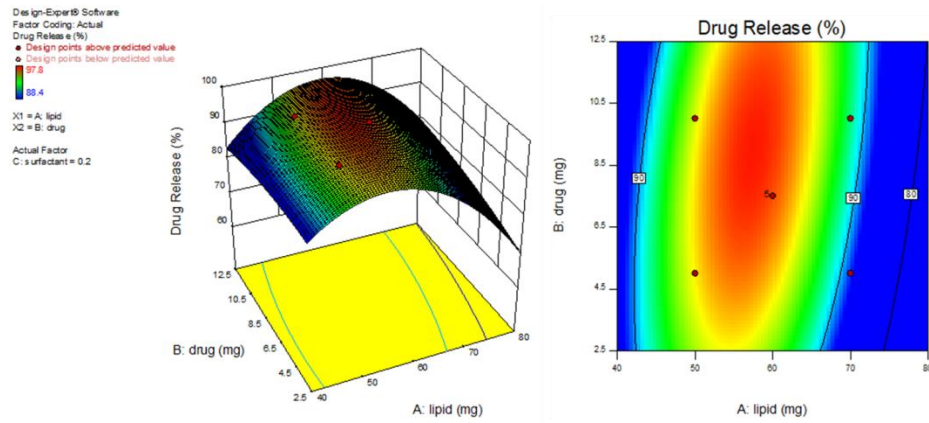 Design-Expert® Software
Factor Coding: Actual
Drug Release (%)
Design points above predicted value
Design points below predicted value
97.8
88.4
X1 = A: lipid
X2 = B: drug
Actual Factor
C: surfactant = 0.2
100
90
80
70
60
Drug Release (%)
12.5
10.5
8.5
6.5
4.5
2.5
B: drug (mg)
40
50
60
70
80
A: lipid (mg)
Drug Release (%)
12.5
10.5
8.5
6.5
4.5
2.5
B: drug (mg)
90
5
90
80
40
50
60
70
80
A: lipid (mg)